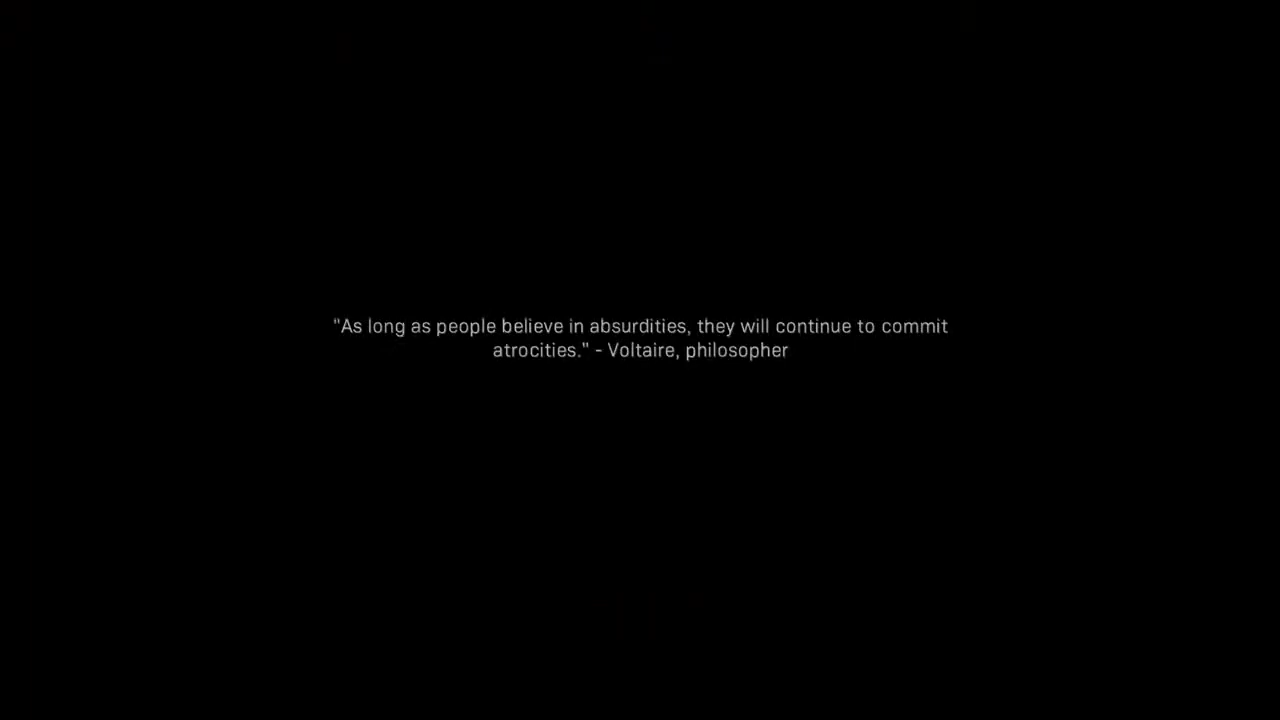 "As long as people believe in absurdities, they will continue to commit
atrocities." - Voltaire, philosopher